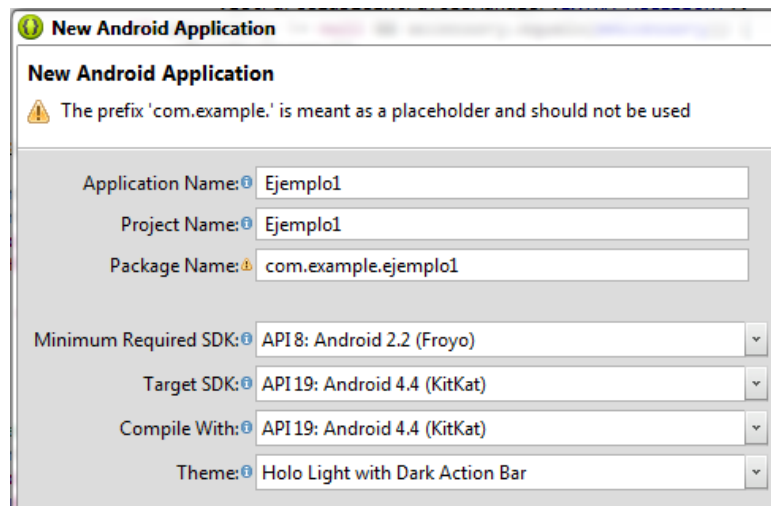 New Android Application
New Android Application
The prefix 'com.example.' is meant as a placeholder and should not be used
Application Name: Ejemplo1
Project Name: Ejemplo1
Package Name: com.example.ejemplo1
Minimum Required SDK: API 8: Android 2.2 (Froyo)
Target SDK: API 19: Android 4.4 (KitKat)
Compile With: API 19: Android 4.4 (KitKat)
Theme: Holo Light with Dark Action Bar